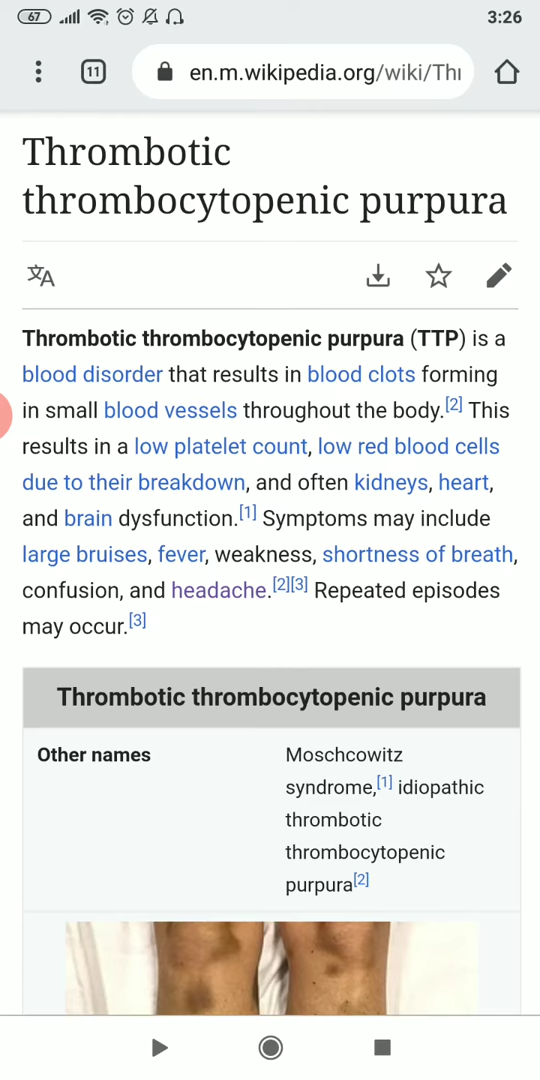 67
3:26
11
en.m.wikipedia.org/wiki/Thr
Thrombotic
thrombocytopenic purpura
文A
Thrombotic thrombocytopenic purpura (TTP) is a
blood disorder that results in blood clots forming
in small blood vessels throughout the body.[2] This
results in a low platelet count, low red blood cells
due to their breakdown, and often kidneys, heart,
and brain dysfunction.[1] Symptoms may include
large bruises, fever, weakness, shortness of breath,
confusion, and headache.[2][3] Repeated episodes
may occur.[3]
Thrombotic thrombocytopenic purpura
Other names
Moschcowitz
syndrome,[1] idiopathic
thrombotic
thrombocytopenic
purpura[2]